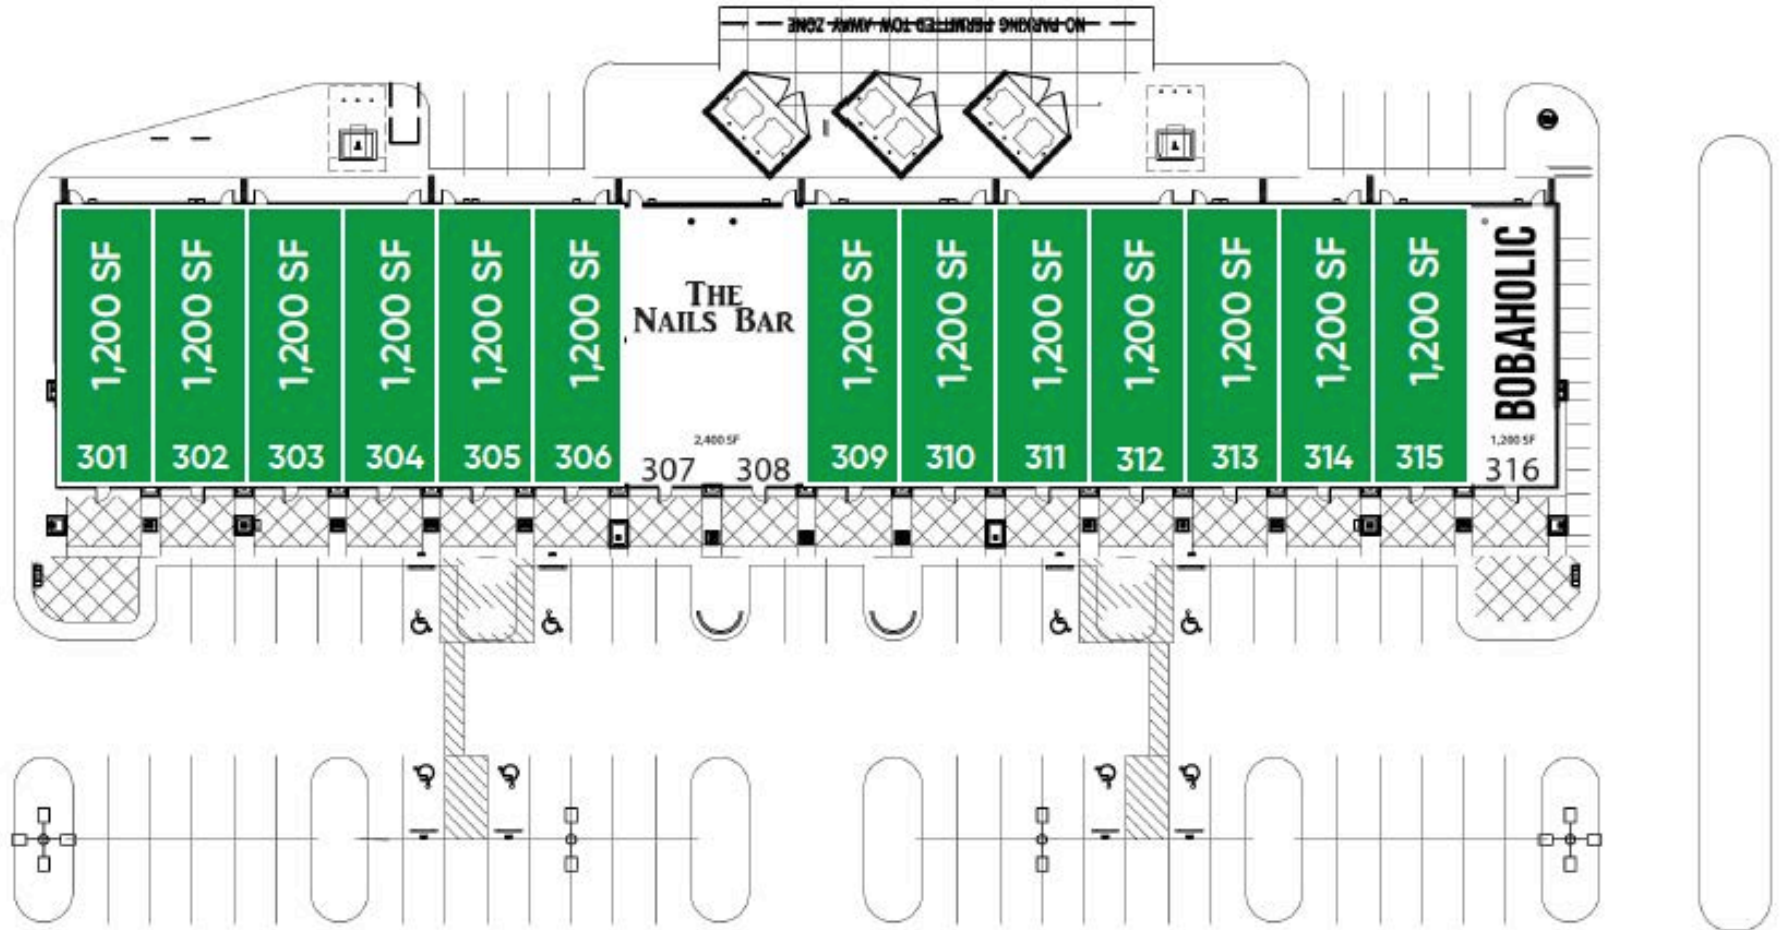 NO PARKING PERMITTED TOW AWAY ZONE
1,200 SF
301
1,200 SF
302
1,200 SF
303
1,200 SF
304
1,200 SF
305
1,200 SF
306
THE
NAILS BAR
2,400 SF
307 308
1,200 SF
309
1,200 SF
310
1,200 SF
311
1,200 SF
312
1,200 SF
313
1,200 SF
314
1,200 SF
315
BOBAHOLIC
1,200 SF
316